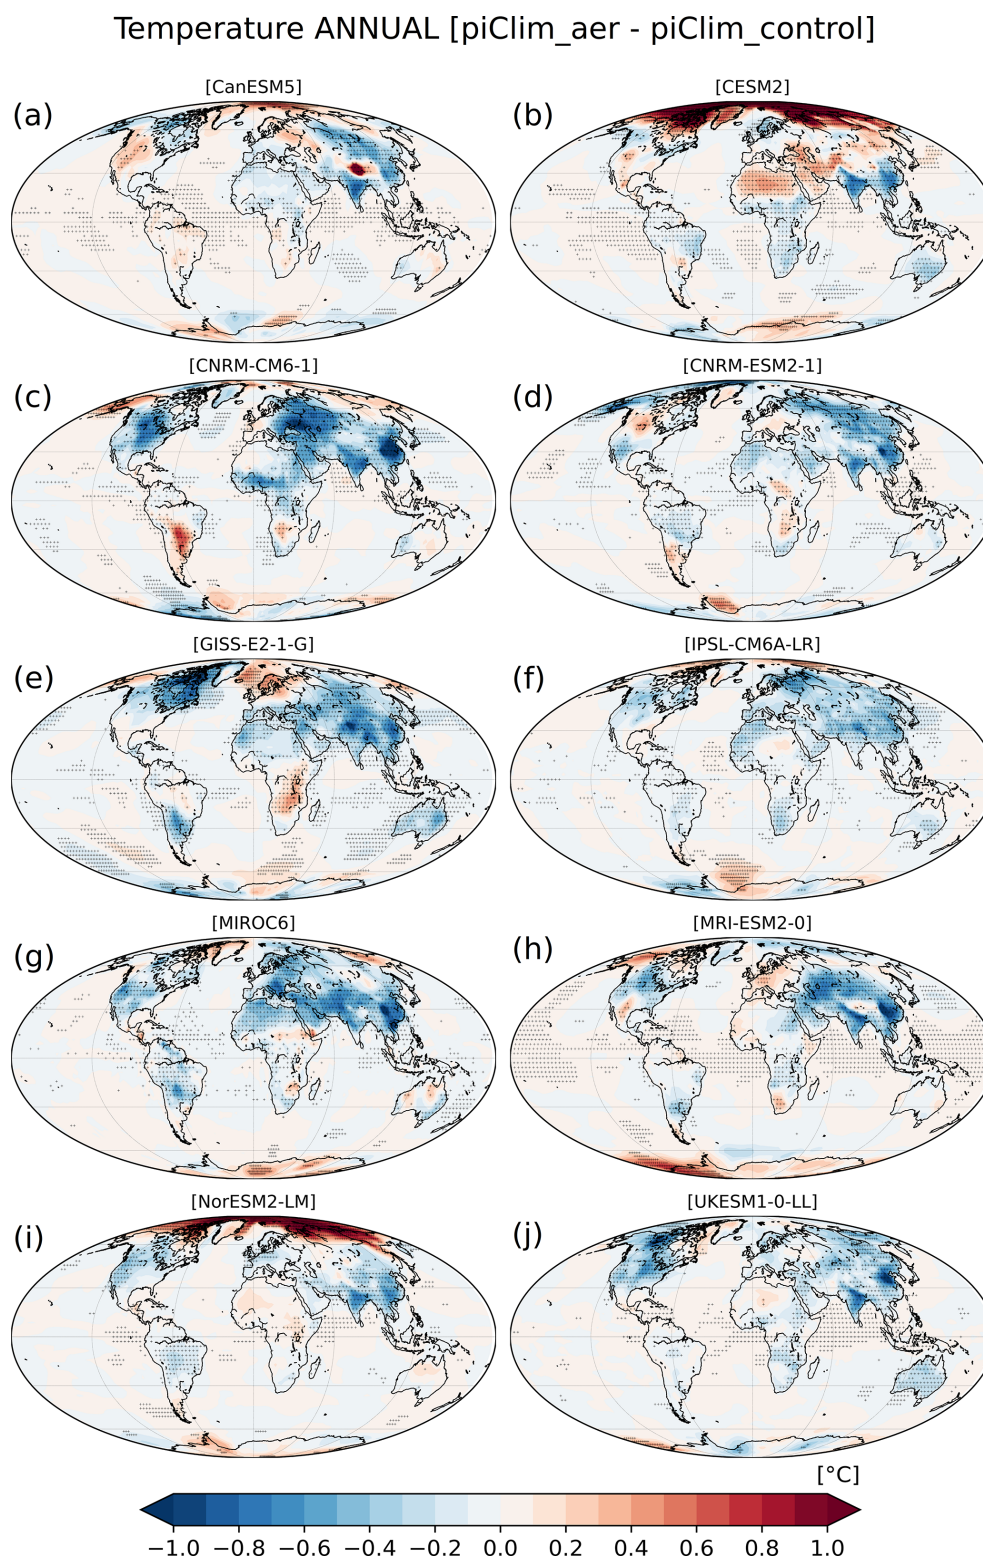 Temperature ANNUAL [piClim_aer - piClim_control]
[CanESM5]
[CESM2]
(a)
(b)
[CNRM-CM6-1]
[CNRM-ESM2-1]
(c)
(d)
[GISS-E2-1-G]
[IPSL-CM6A-LR]
(e)
(f)
[MIROC6]
[MRI-ESM2-0]
(g)
(h)
[NorESM2-LM]
[UKESM1-0-LL]
(i)
(j)
[°C]
−1.0 −0.8 −0.6 −0.4 −0.2 0.0 0.2 0.4 0.6 0.8 1.0